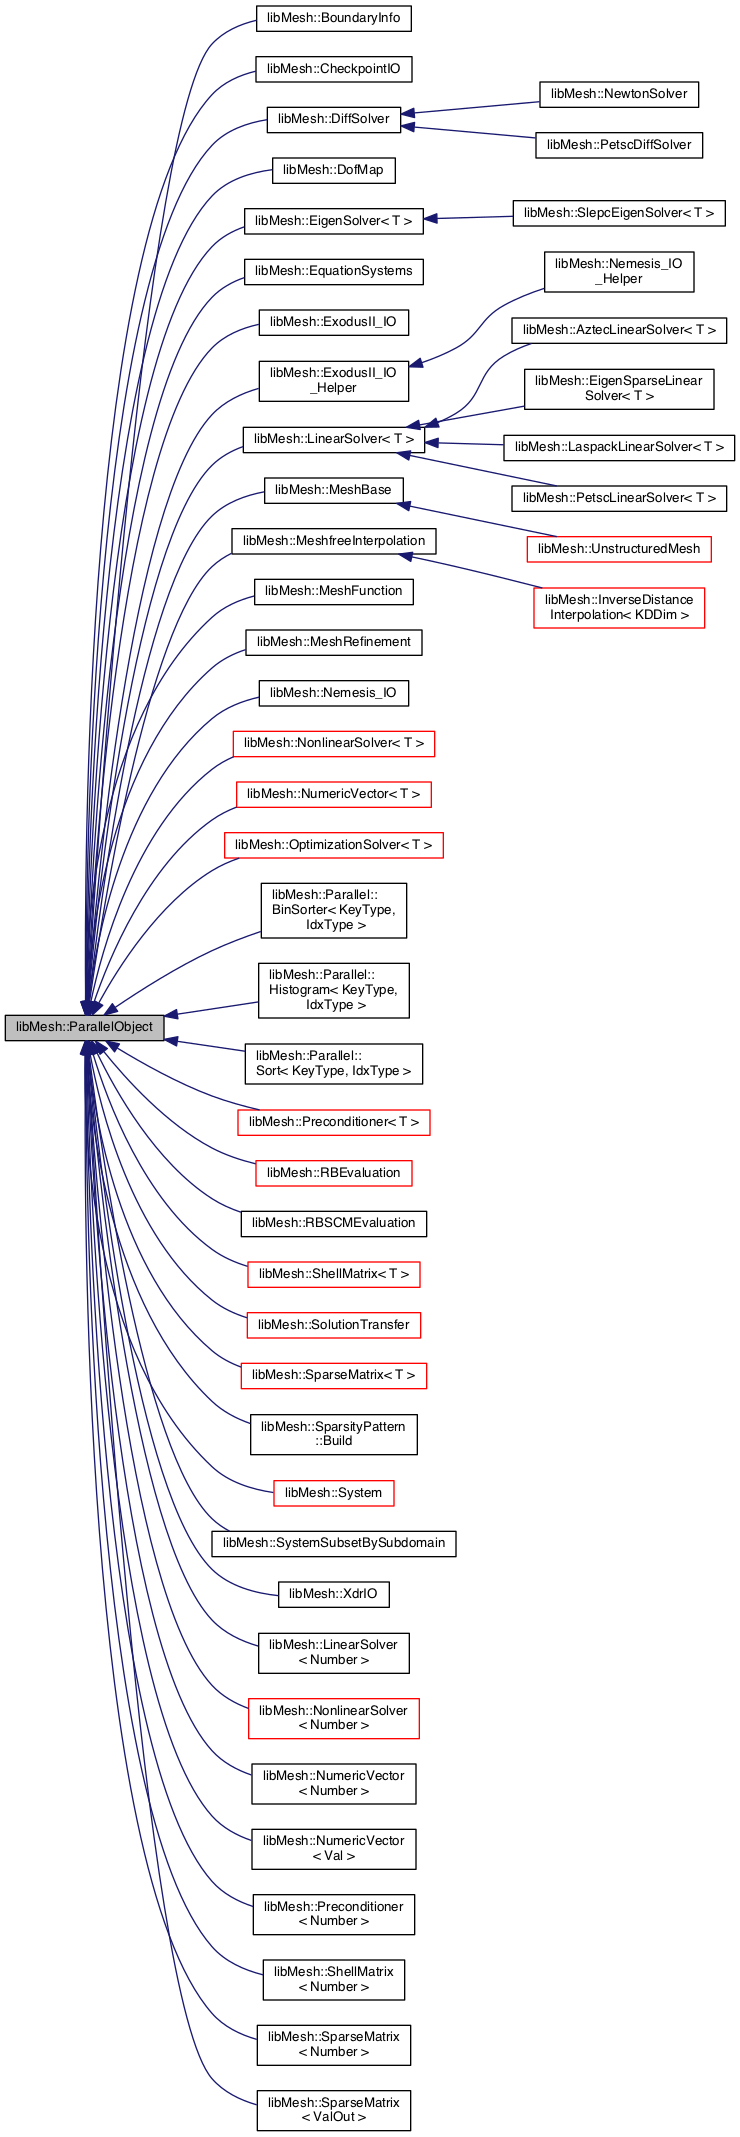 libMesh::BoundaryInfo
libMesh::CheckpointIO
libMesh::DiffSolver
libMesh::NewtonSolver
libMesh::PetscDiffSolver
libMesh::DofMap
libMesh::EigenSolver< T >
libMesh::SlepcEigenSolver< T >
libMesh::EquationSystems
libMesh::ExodusII_IO
libMesh::Nemesis_IO
_Helper
libMesh::ExodusII_IO
_Helper
libMesh::AztecLinearSolver< T >
libMesh::EigenSparseLinear
Solver< T >
libMesh::LinearSolver< T >
libMesh::LaspackLinearSolver< T >
libMesh::PetscLinearSolver< T >
libMesh::MeshBase
libMesh::UnstructuredMesh
libMesh::MeshfreeInterpolation
libMesh::InverseDistance
Interpolation< KDDim >
libMesh::MeshFunction
libMesh::MeshRefinement
libMesh::Nemesis_IO
libMesh::NonlinearSolver< T >
libMesh::NumericVector< T >
libMesh::OptimizationSolver< T >
libMesh::Parallel::
BinSorter< KeyType,
IdxType >
libMesh::Parallel::
Histogram< KeyType,
IdxType >
libMesh::ParallelObject
libMesh::Parallel::
Sort< KeyType, IdxType >
libMesh::Preconditioner< T >
libMesh::RBEvaluation
libMesh::RBSCMEvaluation
libMesh::ShellMatrix< T >
libMesh::SolutionTransfer
libMesh::SparseMatrix< T >
libMesh::SparsityPattern
::Build
libMesh::System
libMesh::SystemSubsetBySubdomain
libMesh::XdrIO
libMesh::LinearSolver
< Number >
libMesh::NonlinearSolver
< Number >
libMesh::NumericVector
< Number >
libMesh::NumericVector
< Val >
libMesh::Preconditioner
< Number >
libMesh::ShellMatrix
< Number >
libMesh::SparseMatrix
< Number >
libMesh::SparseMatrix
< ValOut >